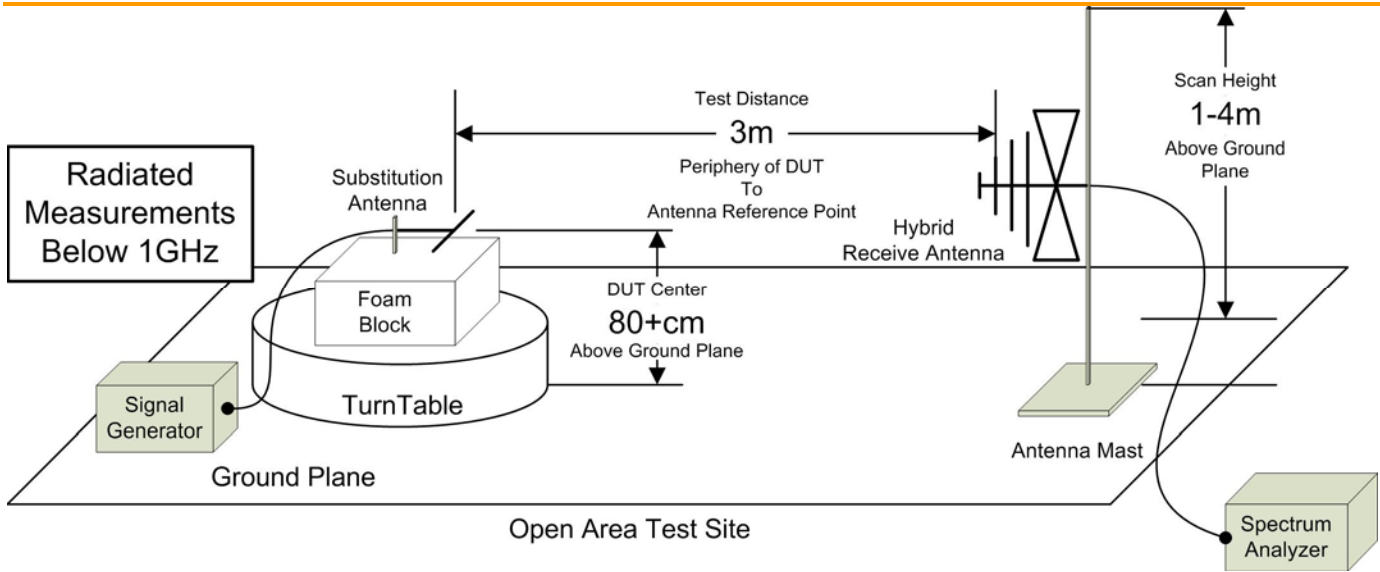 Radiated
Measurements
Below 1GHz
Substitution
Antenna
Test Distance
3m
Periphery of DUT
To
Antenna Reference Point
Hybrid
Receive Antenna
Scan Height
1-4m
Above Ground
Plane
Foam
Block
DUT Center
80+cm
Above Ground Plane
TurnTable
Signal
Generator
Ground Plane
Antenna Mast
Open Area Test Site
Spectrum
Analyzer